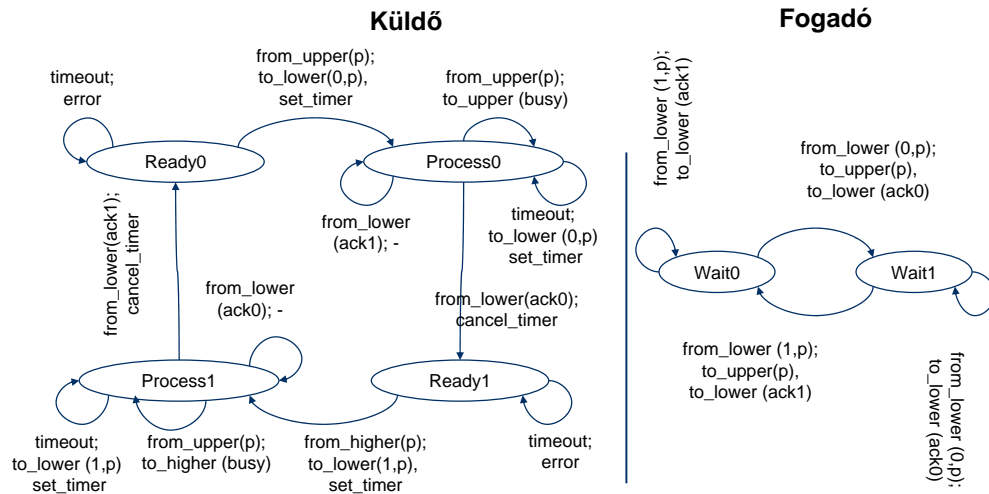 Küldő
from_upper(p);
to_lower(0,p),
set_timer
timeout;
error
from_upper(p);
to_upper (busy)
Ready0
Process0
from_lower(ack1);
cancel_timer
from_lower
(ack1); -
timeout;
to_lower (0,p)
set_timer
from_lower
(ack0); -
from_lower(ack0);
cancel_timer
Process1
Ready1
timeout;
to_lower (1,p)
set_timer
from_upper(p);
to_higher (busy)
from_higher(p);
to_lower(1,p),
set_timer
timeout;
error
Fogadó
from_lower (1,p);
to_lower (ack1)
from_lower (0,p);
to_upper(p),
to_lower (ack0)
Wait0
Wait1
from_lower (1,p);
to_upper(p),
to_lower (ack1)
from_lower (0,p);
to_lower (ack0)